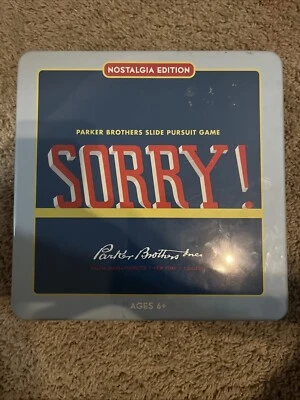 NOSTALGIA EDITION
PARKER BROTHERS SLIDE PURSUIT GAME
SORRY!
Parker Brothers Inc.
AGES 6+